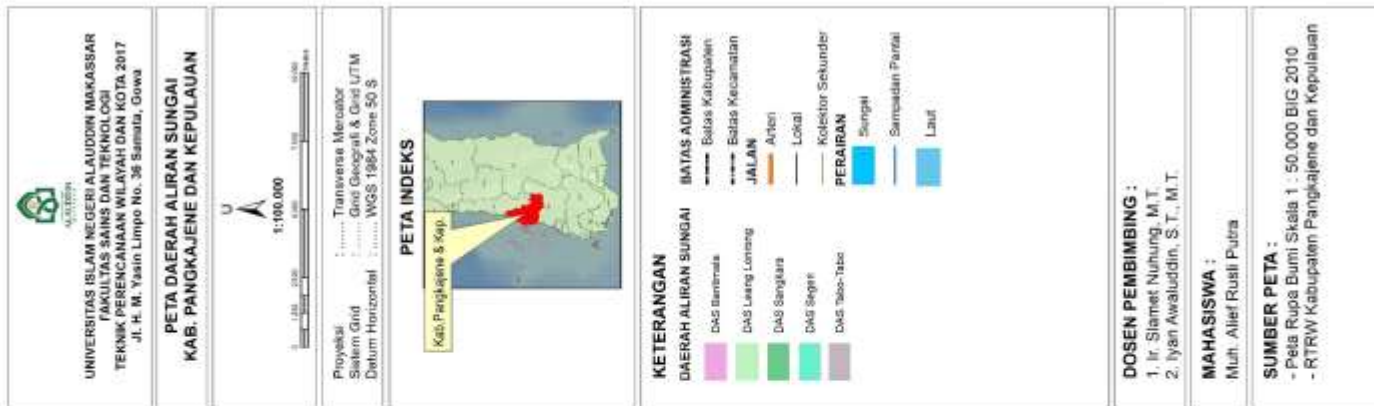 UNIVERSITAS ISLAM NEGERI ALAUDDIN MAKASSAR
FAKULTAS SAINS DAN TEKNOLOGI
TEKNIK PERENCANAAN WILAYAH DAN KOTA 2017
Jl. H. M. Yasin Limpo No. 36 Samata, Gowa
PETA DAERAH ALIRAN SUNGAI
KAB. PANGKAJENE DAN KEPULAUAN
U
1:100.000
Proyeksi : ........ Transverse Mercator
Sistem Grid : ........ Grid Geografi & Grid UTM
Datum Horizontal : ........ WGS 1984 Zone 50 S
PETA INDEKS
Kab.Pangkajene & Kep.
KETERANGAN
DAERAH ALIRAN SUNGAI
DAS Bantimala
DAS Leang Lonrong
DAS Sangkara
DAS Segeri
DAS Tabo-Tabo
BATAS ADMINISTRASI
Batas Kabupaten
Batas Kecamatan
JALAN
Arteri
Lokal
Kolektor Sekunder
PERAIRAN
Sungai
Sempadan Pantai
Laut
DOSEN PEMBIMBING :
1. Ir. Slamet Nuhung, M.T.
2. Iyan Awaluddin, S.T., M.T.
MAHASISWA :
Muh. Alief Rusli Putra
SUMBER PETA :
- Peta Rupa Bumi Skala 1 : 50.000 BIG 2010
- RTRW Kabupaten Pangkajene dan Kepulauan